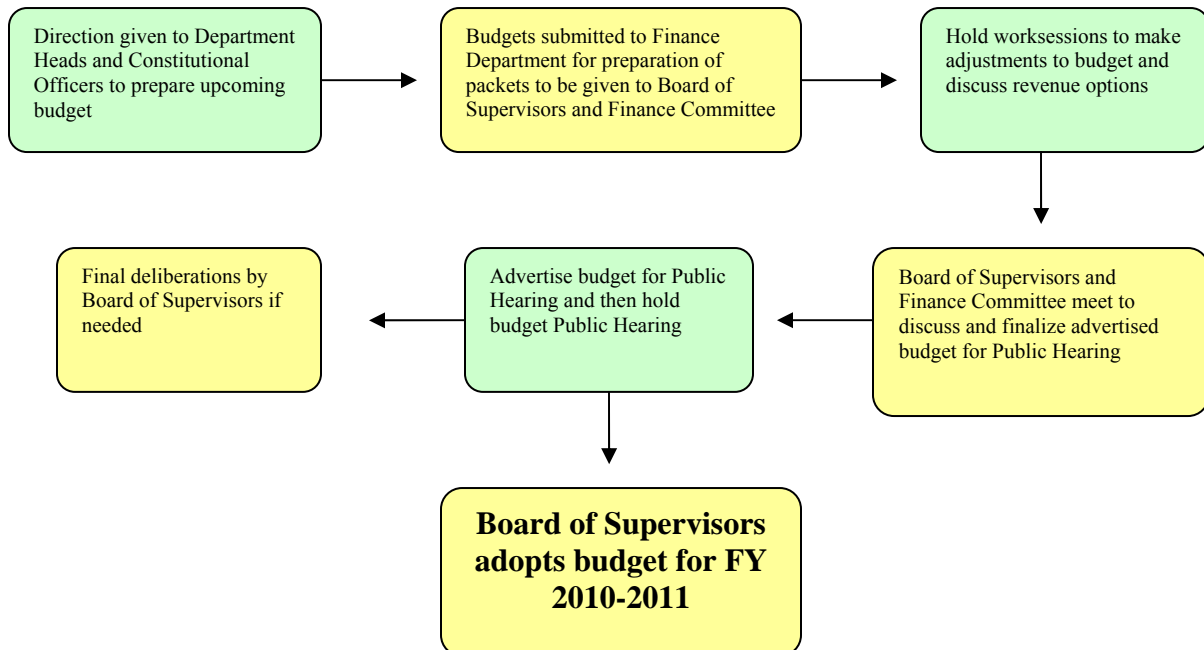 Direction given to Department
Heads and Constitutional
Officers to prepare upcoming
budget
Budgets submitted to Finance
Department for preparation of
packets to be given to Board of
Supervisors and Finance Committee
Hold worksessions to make
adjustments to budget and
discuss revenue options
Board of Supervisors and
Finance Committee meet to
discuss and finalize advertised
budget for Public Hearing
Advertise budget for Public
Hearing and then hold
budget Public Hearing
Final deliberations by
Board of Supervisors if
needed
Board of Supervisors
adopts budget for FY
2010-2011